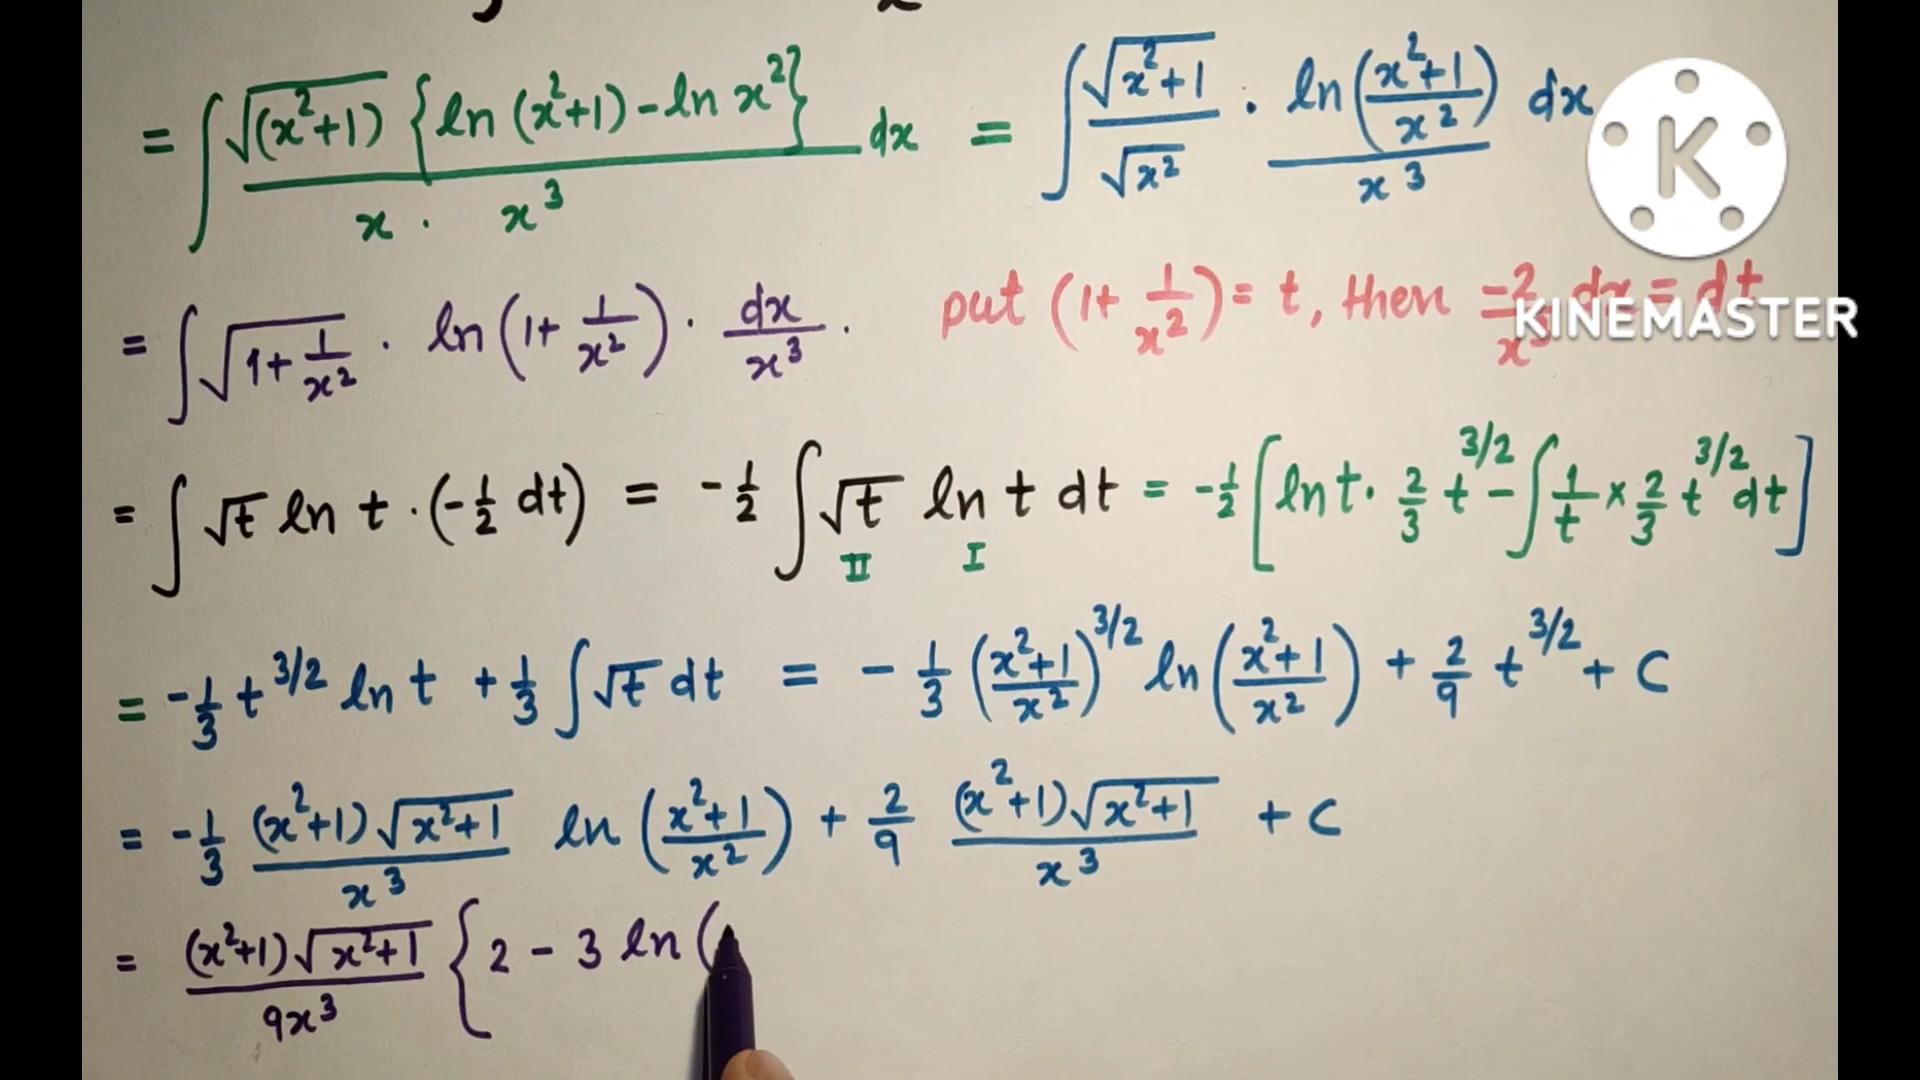 = ∫ √(x²+1) {ln (x²+1) - ln x²} / x . x³ dx = ∫ √x²+1 / √x² . ln (x²+1 / x²) / x³ dx
= ∫ √1+1/x² . ln (1+ 1/x²) . dx/x³ . put (1+ 1/x²) = t, then -2/x³ dx = dt
KINEMASTER
= ∫ √t ln t . (-1/2 dt) = -1/2 ∫ √t ln t dt = -1/2 [ln t . 2/3 t^3/2 - ∫ 1/t × 2/3 t^3/2 dt]
II I
= -1/3 t^3/2 ln t + 1/3 ∫ √t dt = - 1/3 (x²+1 / x²)^3/2 ln (x²+1 / x²) + 2/9 t^3/2 + C
= -1/3 (x²+1)√x²+1 / x³ ln (x²+1 / x²) + 2/9 (x²+1)√x²+1 / x³ + C
= (x²+1)√x²+1 / 9x³ { 2 - 3 ln (